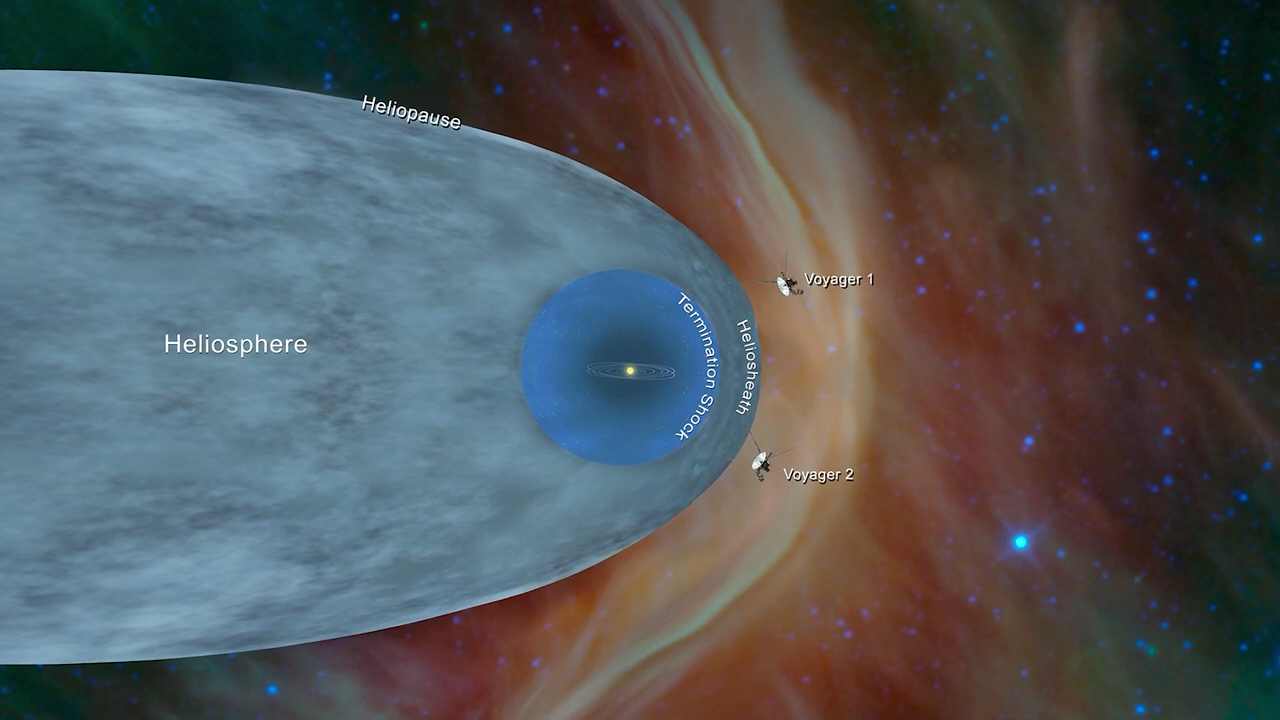 Heliopause
Voyager 1
Termination Shock
Heliosheath
Heliosphere
Voyager 2